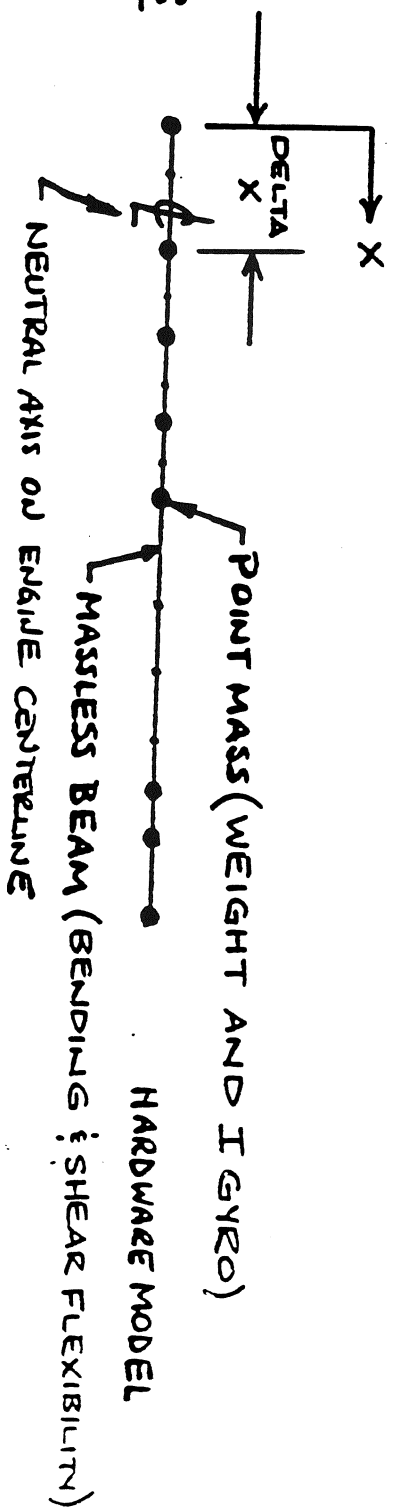 X
DELTA
X
POINT MASS (WEIGHT AND I GYRO)
HARDWARE MODEL
MASSLESS BEAM (BENDING & SHEAR FLEXIBILITY)
NEUTRAL AXIS ON ENGINE CENTERLINE